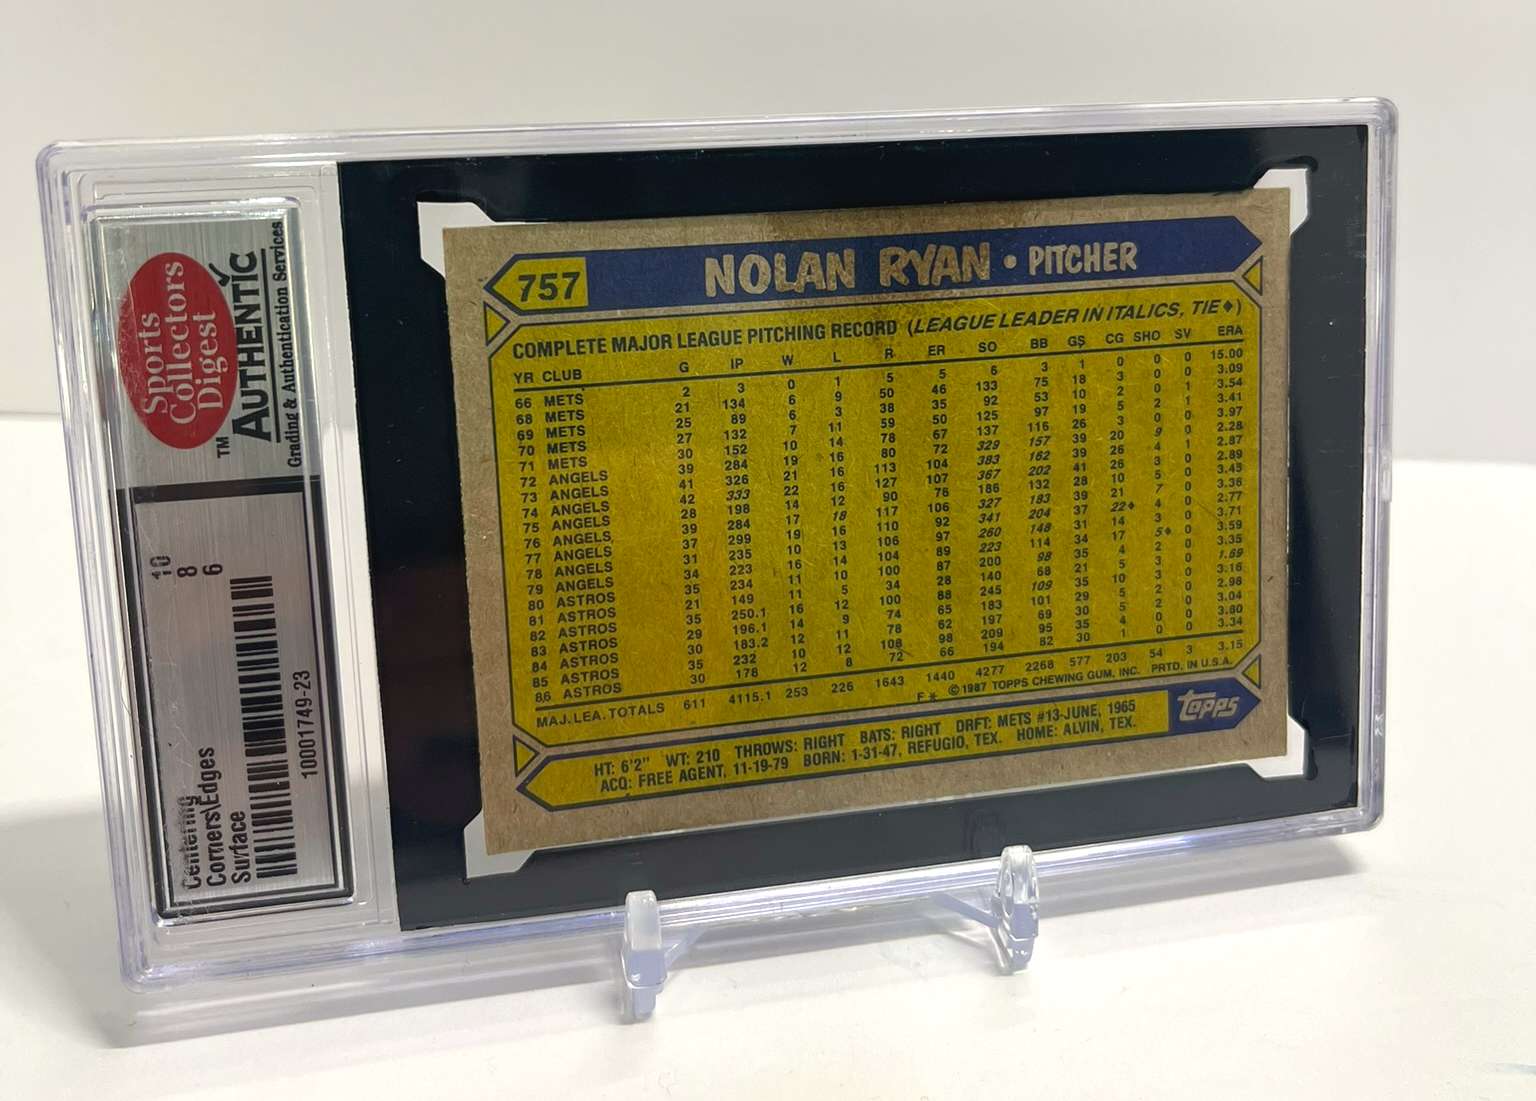 Sports
Collectors
Digest
™
AUTHENTIC
Grading & Authentication Services
Centering 10
Corners\Edges 8
Surface 6
10001749-23
757 NOLAN RYAN • PITCHER
COMPLETE MAJOR LEAGUE PITCHING RECORD (LEAGUE LEADER IN ITALICS, TIE♦)
YR CLUB G IP W L R ER SO BB GS CG SHO SV ERA
66 METS 2 3 0 1 5 5 6 3 1 0 0 0 15.00
68 METS 21 134 6 9 50 46 133 75 18 3 0 0 3.09
69 METS 25 89 6 3 38 35 92 53 10 2 0 1 3.54
70 METS 27 132 7 11 59 50 125 97 19 5 2 1 3.41
71 METS 30 152 10 14 78 67 137 116 26 3 0 0 3.97
72 ANGELS 39 284 19 16 80 72 329 157 39 20 9 0 2.28
73 ANGELS 41 326 21 16 113 104 383 162 39 26 4 1 2.87
74 ANGELS 42 333 22 16 127 107 367 202 41 26 3 0 2.89
75 ANGELS 28 198 14 12 90 76 186 132 28 10 5 0 3.45
76 ANGELS 39 284 17 18 117 106 327 183 39 21 7 0 3.36
77 ANGELS 37 299 19 16 110 92 341 204 37 22♦ 4 0 2.77
78 ANGELS 31 235 10 13 106 97 260 148 31 14 3 0 3.71
79 ANGELS 34 223 16 14 104 89 223 114 34 17 5♦ 0 3.59
80 ASTROS 35 234 11 10 100 87 200 98 35 4 2 0 3.35
81 ASTROS 21 149 11 5 34 28 140 68 21 5 3 0 1.69
82 ASTROS 35 250.1 16 12 100 88 245 109 35 10 3 0 3.16
83 ASTROS 29 196.1 14 9 74 65 183 101 29 5 2 0 2.98
84 ASTROS 30 183.2 12 11 78 62 197 69 30 5 2 0 3.04
85 ASTROS 35 232 10 12 108 98 209 95 35 4 0 0 3.80
86 ASTROS 30 178 12 8 72 66 194 82 30 1 0 0 3.34
MAJ. LEA. TOTALS 611 4115.1 253 226 1643 1440 4277 2268 577 203 54 3 3.15
F* © 1987 TOPPS CHEWING GUM, INC. PRTD. IN U.S.A.
HT: 6'2" WT: 210 THROWS: RIGHT BATS: RIGHT DRFT: METS #13-JUNE, 1965
ACQ: FREE AGENT, 11-19-79 BORN: 1-31-47, REFUGIO, TEX. HOME: ALVIN, TEX.
topps